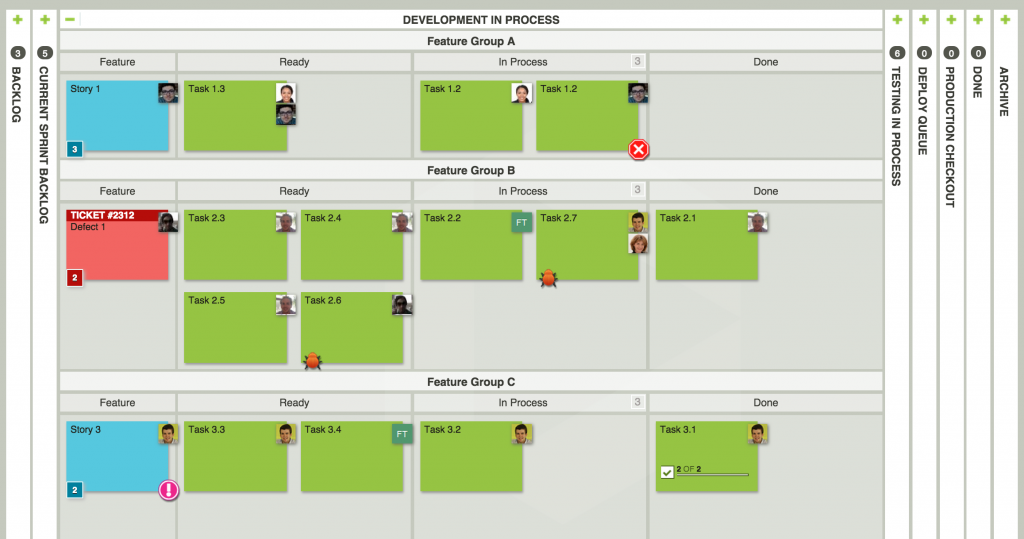 3
BACKLOG
5
CURRENT SPRINT BACKLOG
DEVELOPMENT IN PROCESS
Feature Group A
Feature
Ready
In Process
3
Done
Story 1
3
Task 1.3
Task 1.2
Task 1.2
Feature Group B
Feature
Ready
In Process
3
Done
TICKET #2312
Defect 1
2
Task 2.3
Task 2.4
Task 2.2
FT
Task 2.7
Task 2.1
Task 2.5
Task 2.6
Feature Group C
Feature
Ready
In Process
3
Done
Story 3
2
Task 3.3
Task 3.4
FT
Task 3.2
Task 3.1
2 OF 2
6
TESTING IN PROCESS
0
DEPLOY QUEUE
0
PRODUCTION CHECKOUT
0
DONE
ARCHIVE